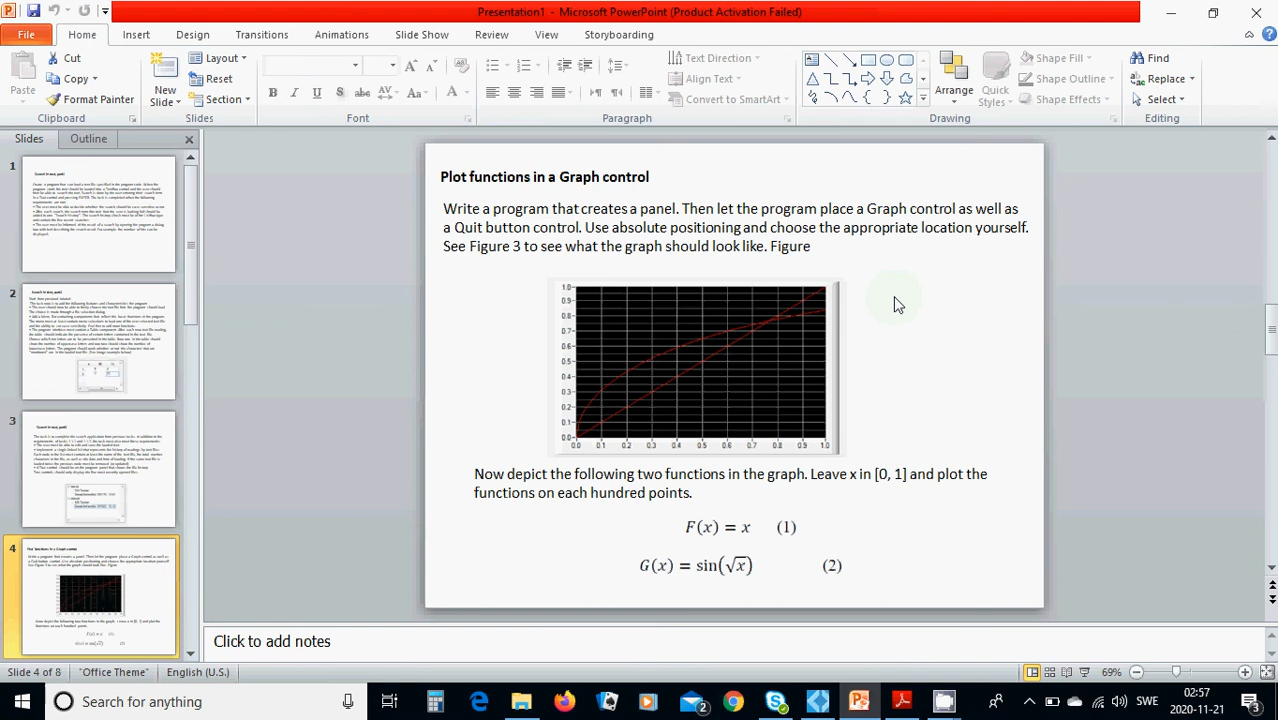 Presentation1 - Microsoft PowerPoint (Product Activation Failed)
File Home Insert Design Transitions Animations Slide Show Review View Storyboarding
Paste
Cut
Copy
Format Painter
Clipboard
New
Slide
Layout
Reset
Section
Slides
Font
Paragraph
Text Direction
Align Text
Convert to SmartArt
Arrange
Quick
Styles
Shape Fill
Shape Outline
Shape Effects
Drawing
Find
Replace
Select
Editing
Slides Outline
1
2
3
4
Plot functions in a Graph control
Write a program that creates a panel. Then let the program place a Graph control as well as
a Quit button control. Use absolute positioning and choose the appropriate location yourself.
See Figure 3 to see what the graph should look like. Figure
1.0
0.9
0.8
0.7
0.6
0.5
0.4
0.3
0.2
0.1
0.0
0.0 0.1 0.2 0.3 0.4 0.5 0.6 0.7 0.8 0.9 1.0
Now depict the following two functions in the graph. Leave x in [0, 1] and plot the
functions on each hundred points.
F(x) = x (1)
G(x) = sin(√x) (2)
Click to add notes
Slide 4 of 8 "Office Theme" English (U.S.) 69%
Search for anything
2
SWE
02:57
2020-11-21
3